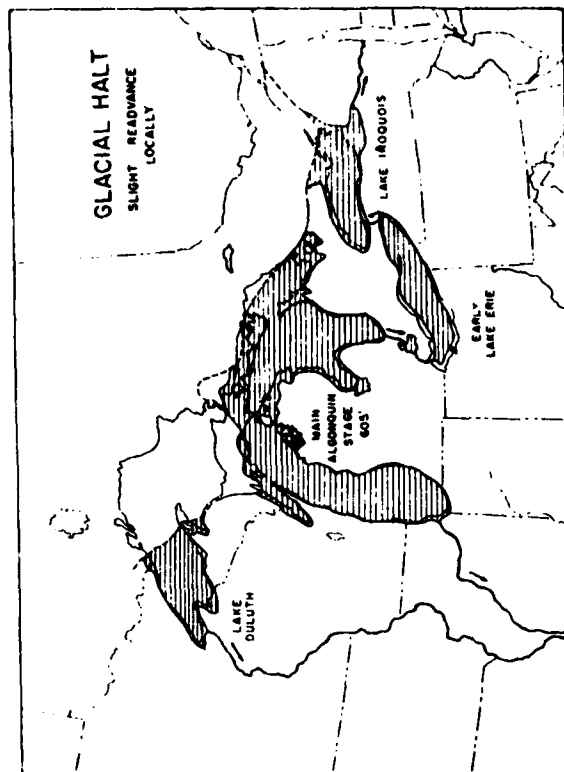 GLACIAL HALT
SLIGHT READVANCE
LOCALLY
LAKE IROQUOIS
EARLY
LAKE ERIE
MAIN
ALGONQUIN
STAGE
605'
LAKE
DULUTH